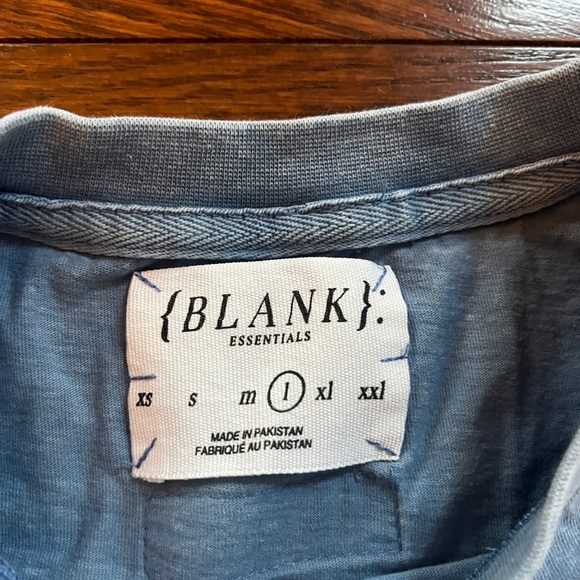 {BLANK}:
ESSENTIALS
xs s m l xl xxl
MADE IN PAKISTAN
FABRIQUÉ AU PAKISTAN